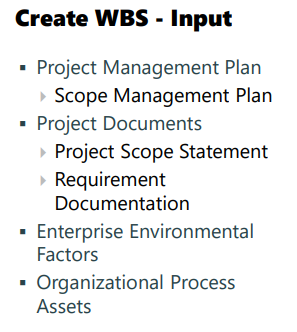 Create WBS - Input
▪ Project Management Plan
Scope Management Plan
▪ Project Documents
Project Scope Statement
Requirement
Documentation
▪ Enterprise Environmental
Factors
▪ Organizational Process
Assets